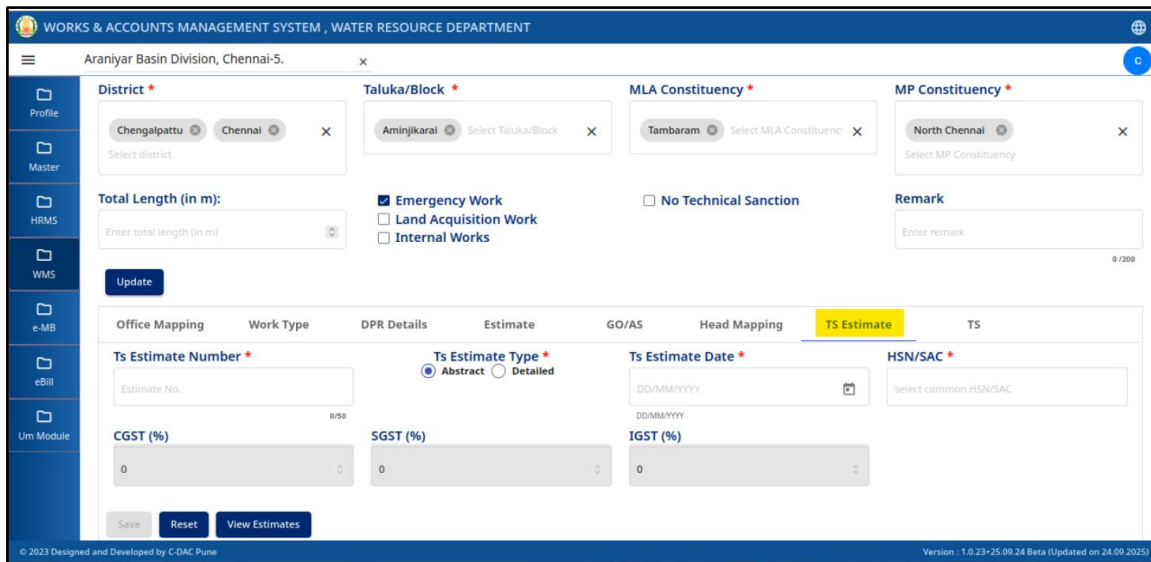 WORKS & ACCOUNTS MANAGEMENT SYSTEM , WATER RESOURCE DEPARTMENT
Araniyar Basin Division, Chennai-5. ×
C
Profile
Master
HRMS
WMS
e-MB
eBill
Um Module
District * Taluka/Block * MLA Constituency * MP Constituency *
Chengalpattu Chennai × Aminjikarai Select Taluka/Block × Tambaram Select MLA Constituenc × North Chennai ×
Select district Select MP Constituency
Total Length (in m): Emergency Work No Technical Sanction Remark
Land Acquisition Work
Enter total length (in m) Internal Works Enter remark
0 /200
Update
Office Mapping Work Type DPR Details Estimate GO/AS Head Mapping TS Estimate TS
Ts Estimate Number * Ts Estimate Type * Ts Estimate Date * HSN/SAC *
Abstract Detailed
Estimate No. DD/MM/YYYY select common HSN/SAC
0/50 DD/MM/YYYY
CGST (%) SGST (%) IGST (%)
0 0 0
Save Reset View Estimates
© 2023 Designed and Developed by C-DAC Pune Version : 1.0.23+25.09.24 Beta (Updated on 24.09.2025)